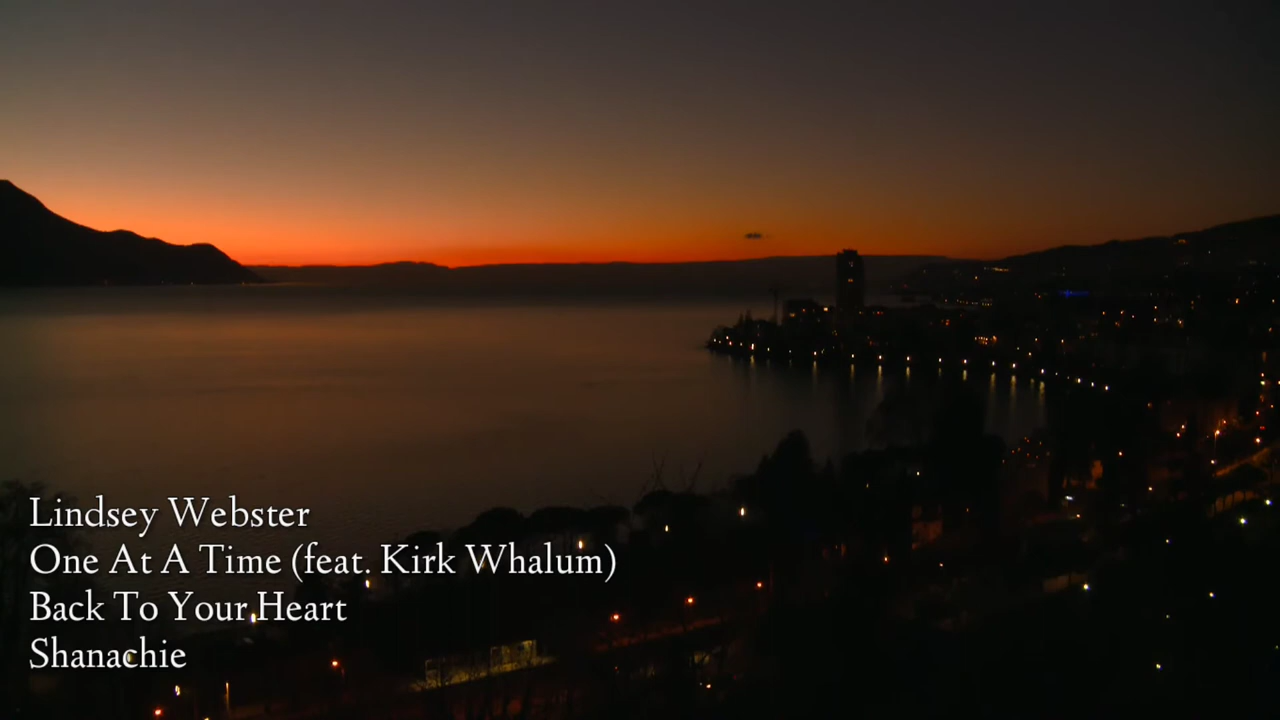 Lindsey Webster
One At A Time (feat. Kirk Whalum)
Back To Your Heart
Shanachie